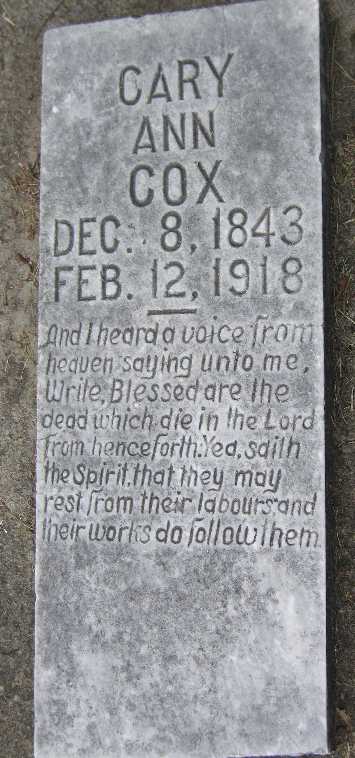 CARY
ANN
COX
DEC. 8, 1843
FEB. 12, 1918
And I heard a voice from
heaven saying unto me,
Write, Blessed are the
dead which die in the Lord
from henceforth: Yea, saith
the Spirit, that they may
rest from their labours and
their works do follow them